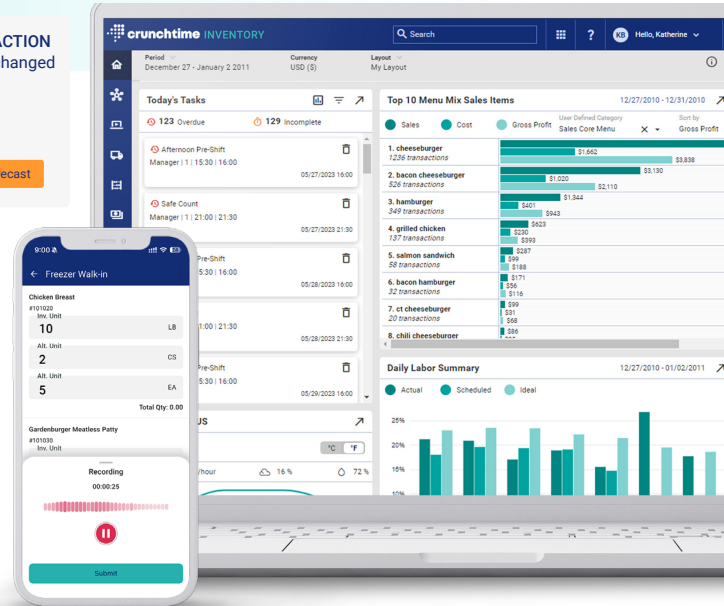 ACTION
changed
recast
crunchtime INVENTORY
Search
?
KB
Hello, Katherine
Period
December 27 - January 2 2011
Currency
USD ($)
Layout
My Layout
Today's Tasks
123 Overdue
129 Incomplete
Afternoon Pre-Shift
Manager | 1 | 15:30 | 16:00
05/27/2023 16:00
Safe Count
Manager | 1 | 21:00 | 21:30
05/27/2023 21:30
Pre-Shift
5:30 | 16:00
05/28/2023 16:00
1:00 | 21:30
05/28/2023 21:30
Pre-Shift
5:30 | 16:00
05/29/2023 16:00
US
°C °F
/hour
16 %
72 %
Top 10 Menu Mix Sales Items
12/27/2010 - 12/31/2010
Sales
Cost
Gross Profit
User Defined Category
Sales Core Menu
X
Sort by
Gross Profit
1. cheeseburger
1236 transactions
$1,662
$3,838
2. bacon cheeseburger
526 transactions
$3,130
$1,020
$2,110
3. hamburger
349 transactions
$1,344
$401
$943
4. grilled chicken
137 transactions
$623
$230
$393
5. salmon sandwich
58 transactions
$287
$99
$188
6. bacon hamburger
32 transactions
$171
$56
$116
7. ct cheeseburger
20 transactions
$99
$31
$68
8. chili cheeseburger
$86
Daily Labor Summary
12/27/2010 - 01/02/2011
Actual
Scheduled
Ideal
25%
20%
15%
10%
9:00
Freezer Walk-in
Chicken Breast
#101020
Inv. Unit
10
LB
Alt. Unit
2
CS
Alt. Unit
5
EA
Total Qty: 0.00
Gardenburger Meatless Patty
#101030
Inv. Unit
Recording
00:00:25
Submit